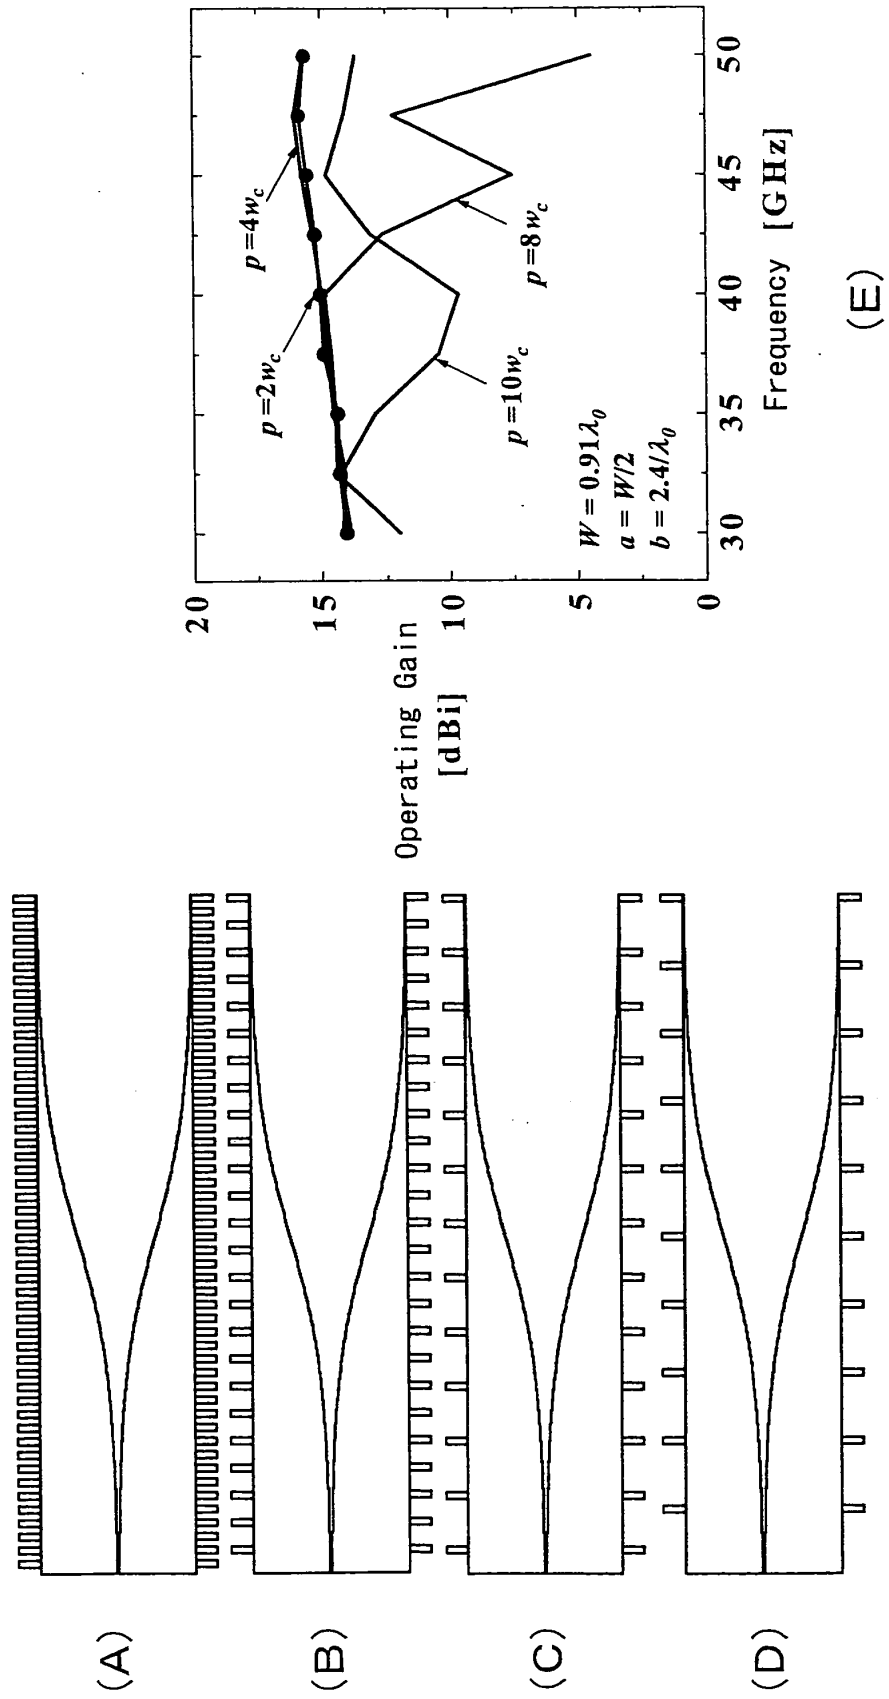 (A)
(B)
(C)
(D)
Operating Gain
[dBi]
20
15
10
5
0
p=4w_c
p=2w_c
p=8w_c
p=10w_c
W = 0.91λ_0
a = W/2
b = 2.4/λ_0
30
35
40
45
50
Frequency [GHz]
(E)